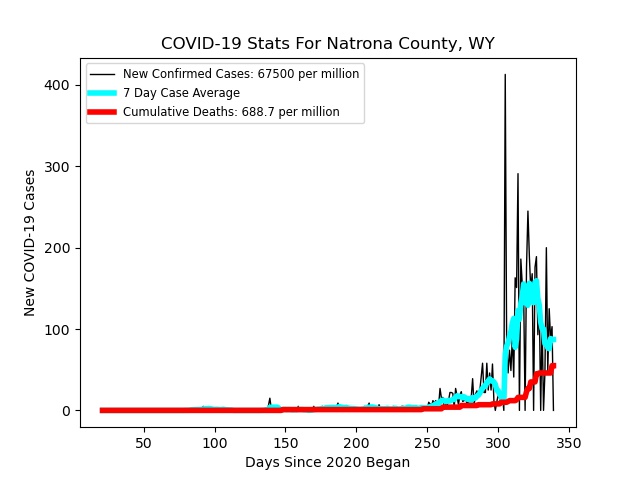 COVID-19 Stats For Natrona County, WY
New Confirmed Cases: 67500 per million
7 Day Case Average
Cumulative Deaths: 688.7 per million
New COVID-19 Cases
400
300
200
100
0
50 100 150 200 250 300 350
Days Since 2020 Began